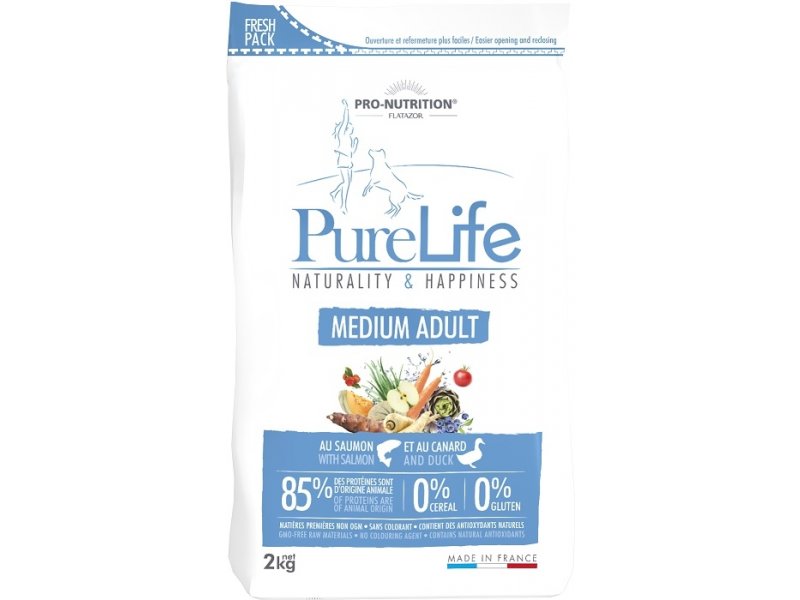 FRESH
PACK
Ouverture et refermeture plus faciles / Easier opening and reclosing
PRO-NUTRITION®
FLATAZOR
PureLife
NATURALITY & HAPPINESS
MEDIUM ADULT
AU SAUMON
WITH SALMON
ET AU CANARD
AND DUCK
85%
DES PROTÉINES SONT
D'ORIGINE ANIMALE
OF PROTEINS ARE
OF ANIMAL ORIGIN
0%
CEREAL
0%
GLUTEN
MATIÈRES PREMIÈRES NON OGM • SANS COLORANT • CONTIENT DES ANTIOXYDANTS NATURELS
GMO-FREE RAW MATERIALS • NO COLOURING AGENT • CONTAINS NATURAL ANTIOXIDANTS
2kg net
MADE IN FRANCE